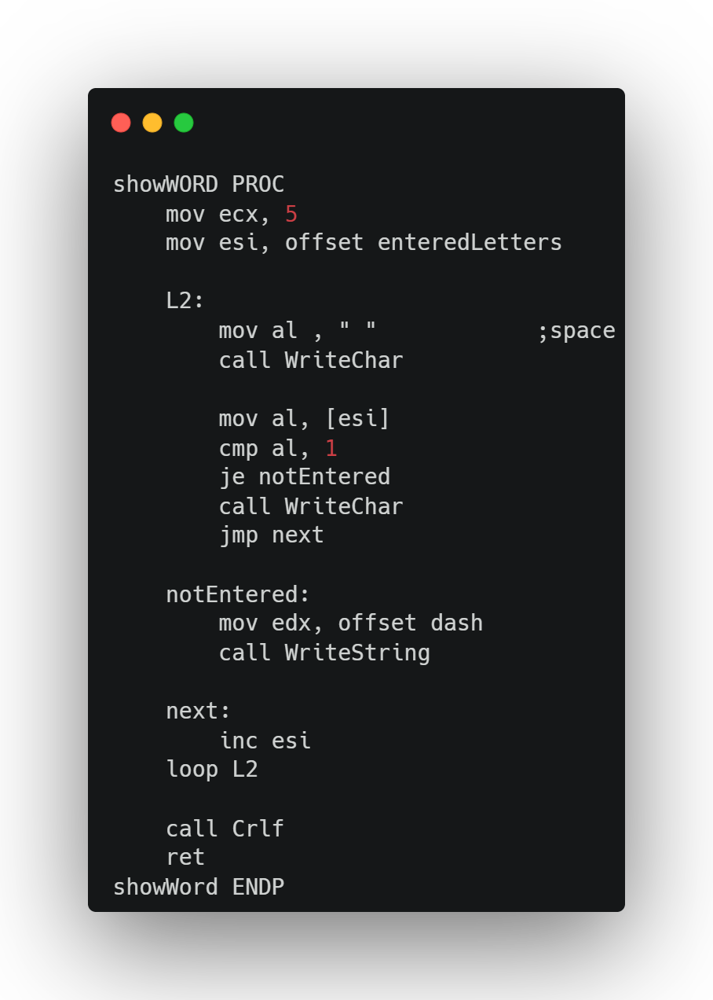 showWORD PROC
    mov ecx, 5
    mov esi, offset enteredLetters

    L2:
        mov al , " "            ;space
        call WriteChar

        mov al, [esi]
        cmp al, 1
        je notEntered
        call WriteChar
        jmp next

    notEntered:
        mov edx, offset dash
        call WriteString

    next:
        inc esi
    loop L2

    call Crlf
    ret
showWord ENDP